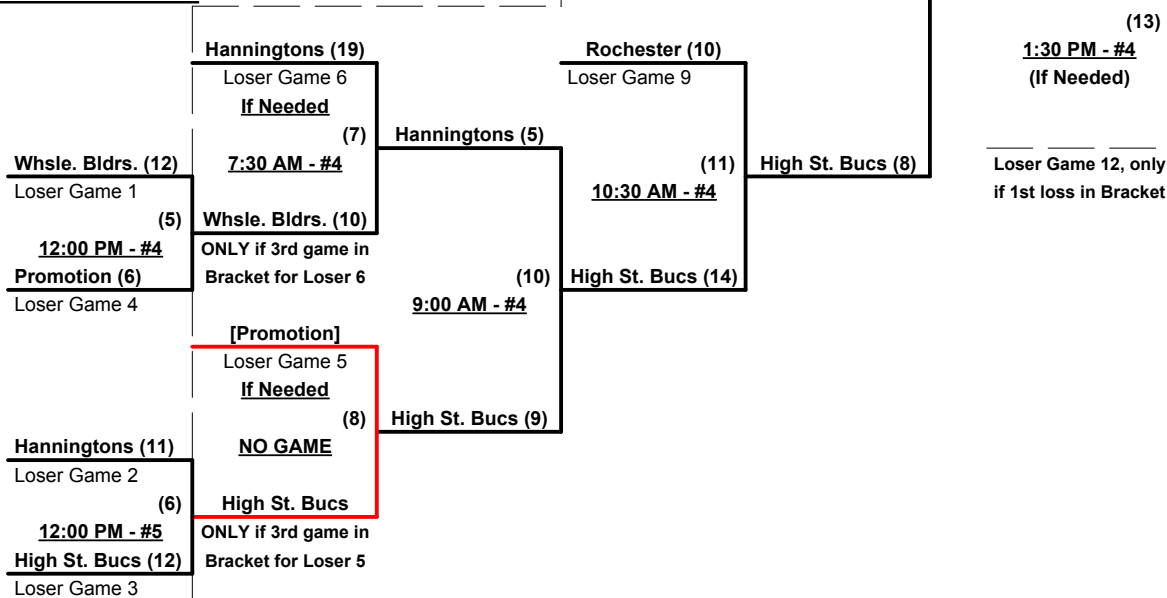 (13)
Hanningtons (19)
Rochester (10)
1:30 PM - #4
Loser Game 6
Loser Game 9
(If Needed)
If Needed
(7)
Hanningtons (5)
Whsle. Bldrs. (12)
7:30 AM - #4
(11)
High St. Bucs (8)
Loser Game 12, only
Loser Game 1
10:30 AM - #4
if 1st loss in Bracket
(5)
Whsle. Bldrs. (10)
12:00 PM - #4
ONLY if 3rd game in
Promotion (6)
Bracket for Loser 6
(10)
High St. Bucs (14)
Loser Game 4
9:00 AM - #4
[Promotion]
Loser Game 5
If Needed
(8)
High St. Bucs (9)
Hanningtons (11)
NO GAME
Loser Game 2
(6)
High St. Bucs
12:00 PM - #5
ONLY if 3rd game in
High St. Bucs (12)
Bracket for Loser 5
Loser Game 3